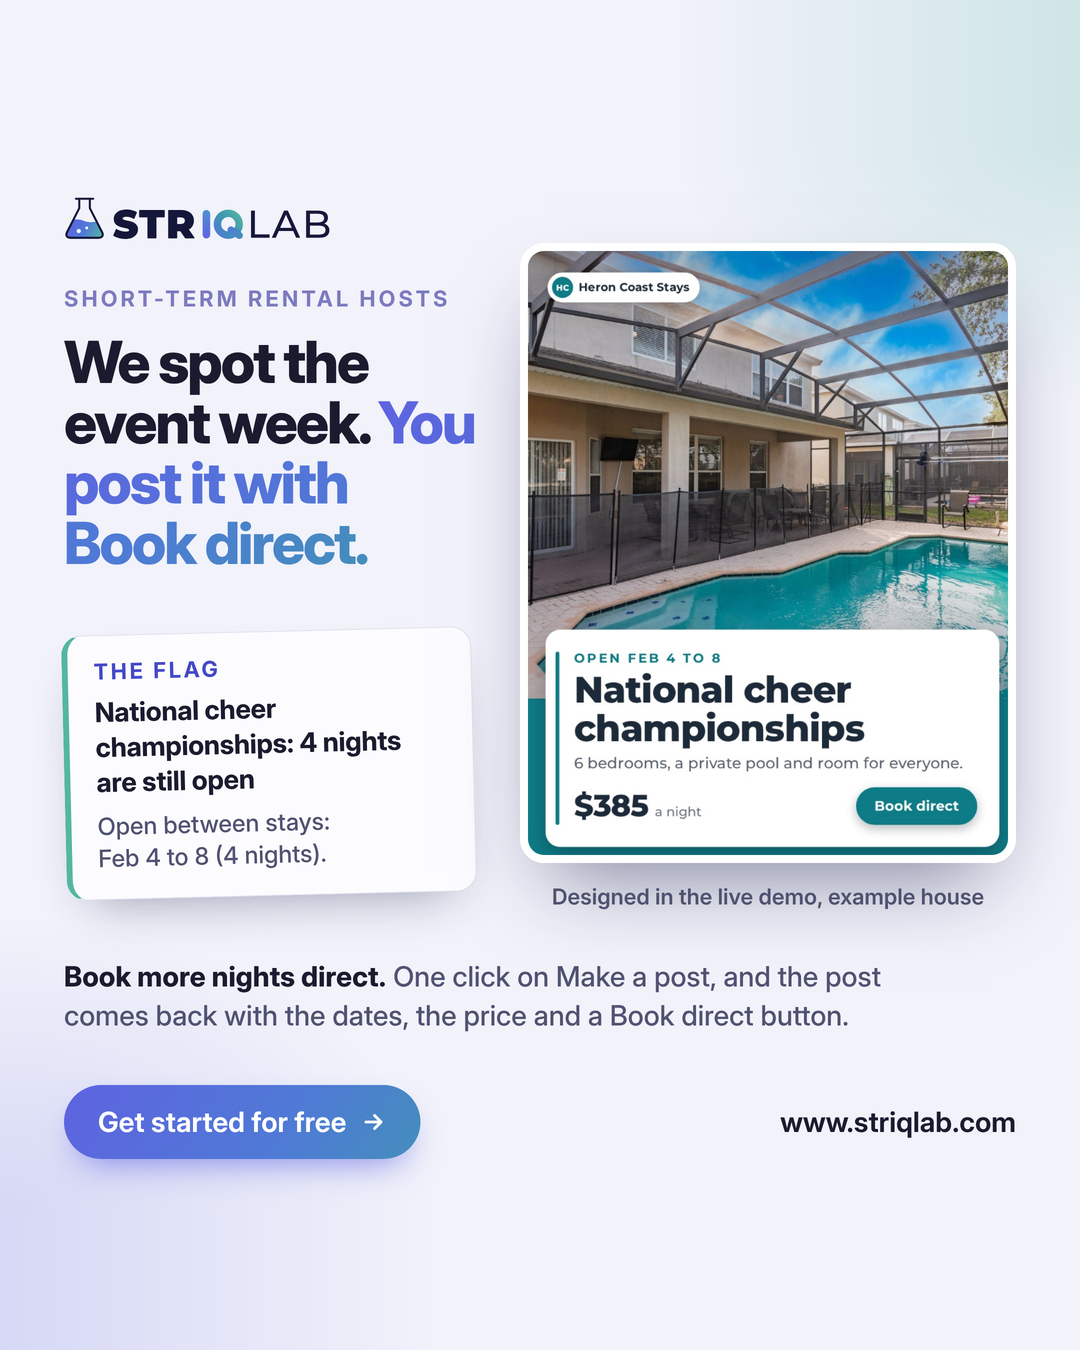 STR IQ LAB
SHORT-TERM RENTAL HOSTS
We spot the
event week. You
post it with
Book direct.
THE FLAG
National cheer
championships: 4 nights
are still open
Open between stays:
Feb 4 to 8 (4 nights).
HC Heron Coast Stays
OPEN FEB 4 TO 8
National cheer
championships
6 bedrooms, a private pool and room for everyone.
$385 a night
Book direct
Designed in the live demo, example house
Book more nights direct. One click on Make a post, and the post
comes back with the dates, the price and a Book direct button.
Get started for free →
www.striqlab.com